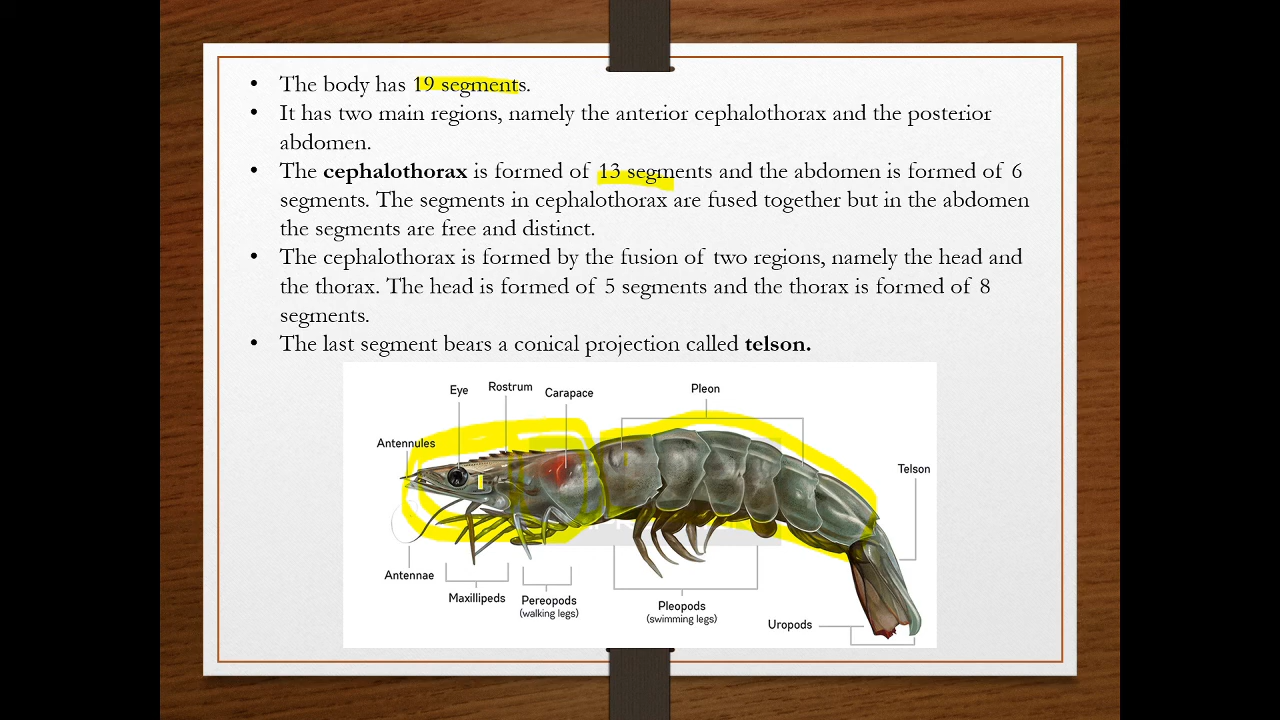 • The body has 19 segments.
• It has two main regions, namely the anterior cephalothorax and the posterior
abdomen.
• The cephalothorax is formed of 13 segments and the abdomen is formed of 6
segments. The segments in cephalothorax are fused together but in the abdomen
the segments are free and distinct.
• The cephalothorax is formed by the fusion of two regions, namely the head and
the thorax. The head is formed of 5 segments and the thorax is formed of 8
segments.
• The last segment bears a conical projection called telson.
Eye
Rostrum
Carapace
Pleon
Antennules
Telson
Antennae
Maxillipeds
Pereopods
(walking legs)
Pleopods
(swimming legs)
Uropods